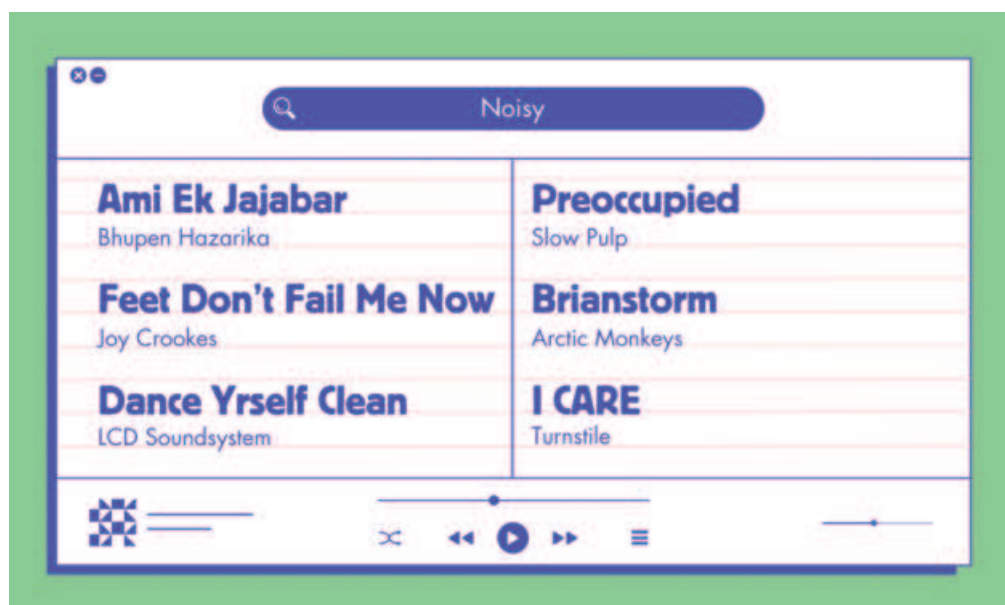 Noisy
Ami Ek Jajabar
Bhupen Hazarika
Feet Don't Fail Me Now
Joy Crookes
Dance Yrself Clean
LCD Soundsystem
Preoccupied
Slow Pulp
Brianstorm
Arctic Monkeys
I CARE
Turnstile